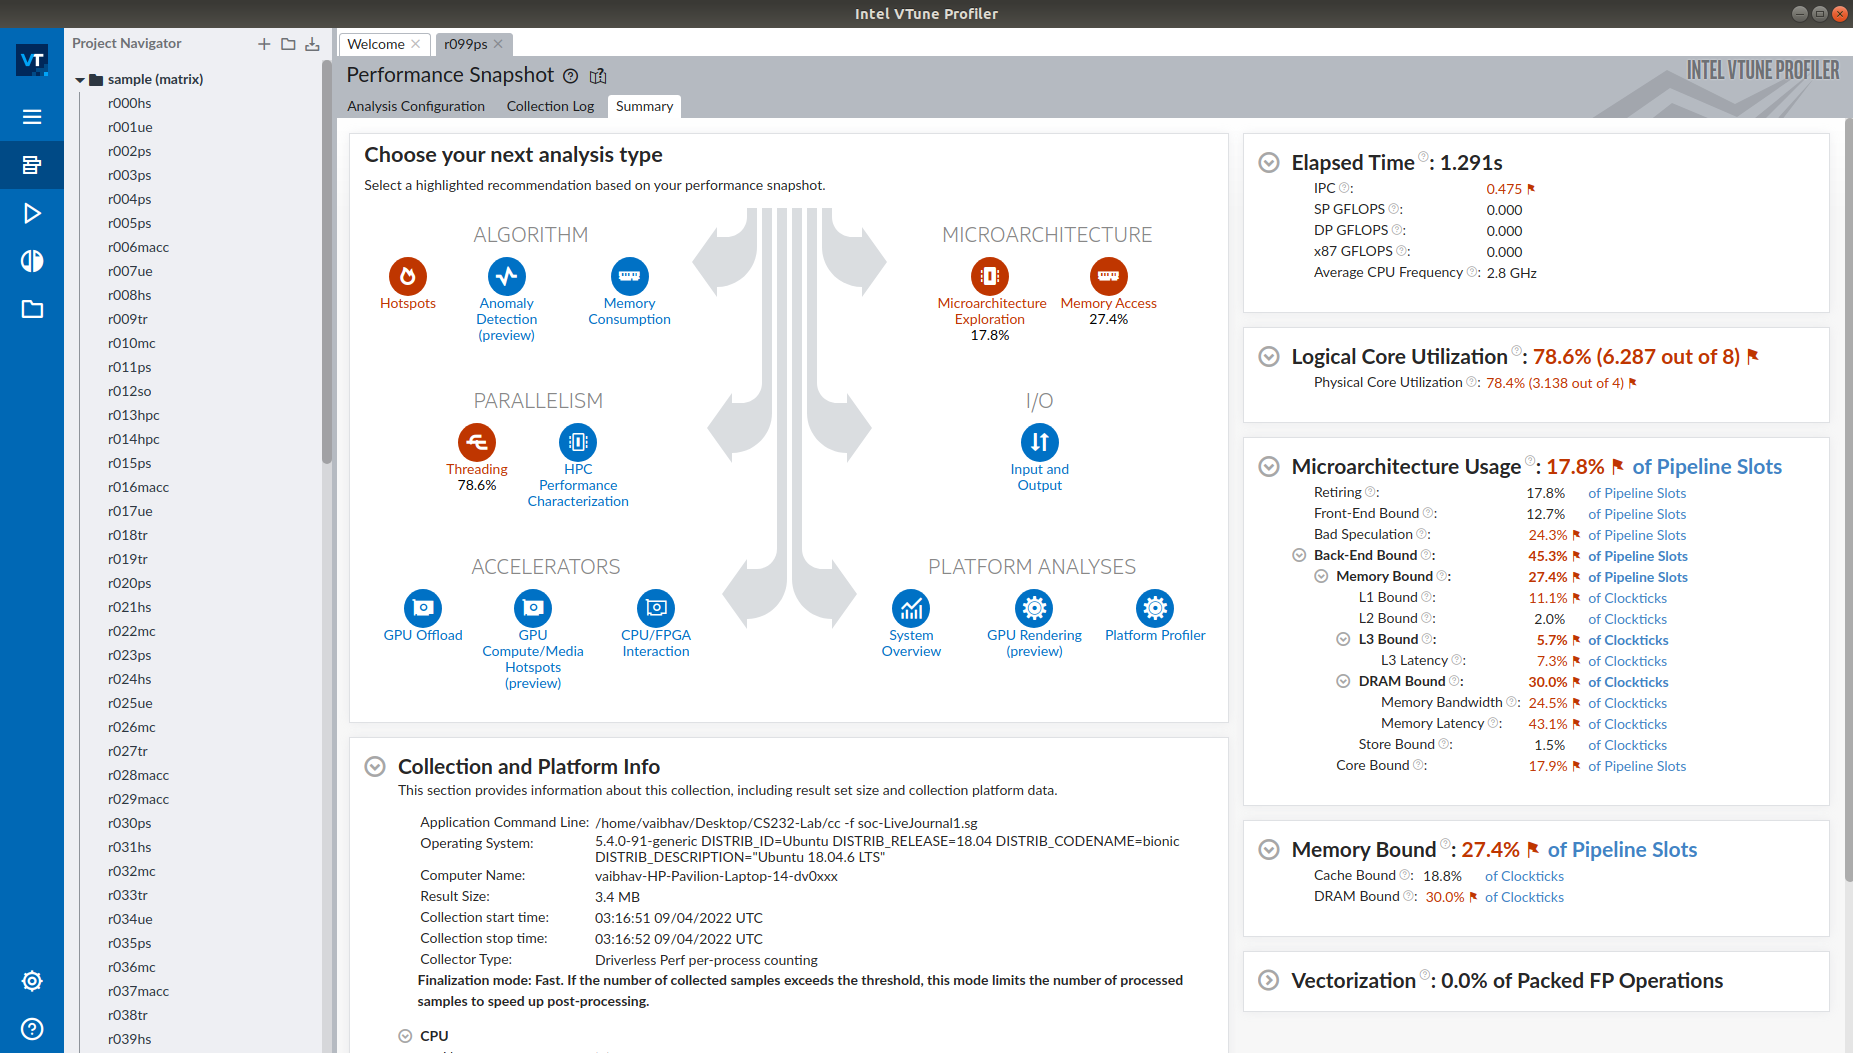 Intel VTune Profiler
VT
Project Navigator
sample (matrix)
r000hs
r001ue
r002ps
r003ps
r004ps
r005ps
r006macc
r007ue
r008hs
r009tr
r010mc
r011ps
r012so
r013hpc
r014hpc
r015ps
r016macc
r017ue
r018tr
r019tr
r020ps
r021hs
r022mc
r023ps
r024hs
r025ue
r026mc
r027tr
r028macc
r029macc
r030ps
r031hs
r032mc
r033tr
r034ue
r035ps
r036mc
r037macc
r038tr
r039hs
Welcome
r099ps
Performance Snapshot
INTEL VTUNE PROFILER
Analysis Configuration Collection Log Summary
Choose your next analysis type
Select a highlighted recommendation based on your performance snapshot.
ALGORITHM
Hotspots
Anomaly
Detection
(preview)
Memory
Consumption
MICROARCHITECTURE
Microarchitecture
Exploration
17.8%
Memory Access
27.4%
PARALLELISM
Threading
78.6%
HPC
Performance
Characterization
I/O
Input and
Output
ACCELERATORS
GPU Offload
GPU
Compute/Media
Hotspots
(preview)
CPU/FPGA
Interaction
PLATFORM ANALYSES
System
Overview
GPU Rendering
(preview)
Platform Profiler
Collection and Platform Info
This section provides information about this collection, including result set size and collection platform data.
Application Command Line: /home/vaibhav/Desktop/CS232-Lab/cc -f soc-LiveJournal1.sg
Operating System: 5.4.0-91-generic DISTRIB_ID=Ubuntu DISTRIB_RELEASE=18.04 DISTRIB_CODENAME=bionic
DISTRIB_DESCRIPTION="Ubuntu 18.04.6 LTS"
Computer Name: vaibhav-HP-Pavilion-Laptop-14-dv0xxx
Result Size: 3.4 MB
Collection start time: 03:16:51 09/04/2022 UTC
Collection stop time: 03:16:52 09/04/2022 UTC
Collector Type: Driverless Perf per-process counting
Finalization mode: Fast. If the number of collected samples exceeds the threshold, this mode limits the number of processed
samples to speed up post-processing.
CPU
Elapsed Time : 1.291s
IPC : 0.475
SP GFLOPS : 0.000
DP GFLOPS : 0.000
x87 GFLOPS : 0.000
Average CPU Frequency : 2.8 GHz
Logical Core Utilization : 78.6% (6.287 out of 8)
Physical Core Utilization : 78.4% (3.138 out of 4)
Microarchitecture Usage : 17.8% of Pipeline Slots
Retiring : 17.8% of Pipeline Slots
Front-End Bound : 12.7% of Pipeline Slots
Bad Speculation : 24.3% of Pipeline Slots
Back-End Bound : 45.3% of Pipeline Slots
Memory Bound : 27.4% of Pipeline Slots
L1 Bound : 11.1% of Clockticks
L2 Bound : 2.0% of Clockticks
L3 Bound : 5.7% of Clockticks
L3 Latency : 7.3% of Clockticks
DRAM Bound : 30.0% of Clockticks
Memory Bandwidth : 24.5% of Clockticks
Memory Latency : 43.1% of Clockticks
Store Bound : 1.5% of Clockticks
Core Bound : 17.9% of Pipeline Slots
Memory Bound : 27.4% of Pipeline Slots
Cache Bound : 18.8% of Clockticks
DRAM Bound : 30.0% of Clockticks
Vectorization : 0.0% of Packed FP Operations